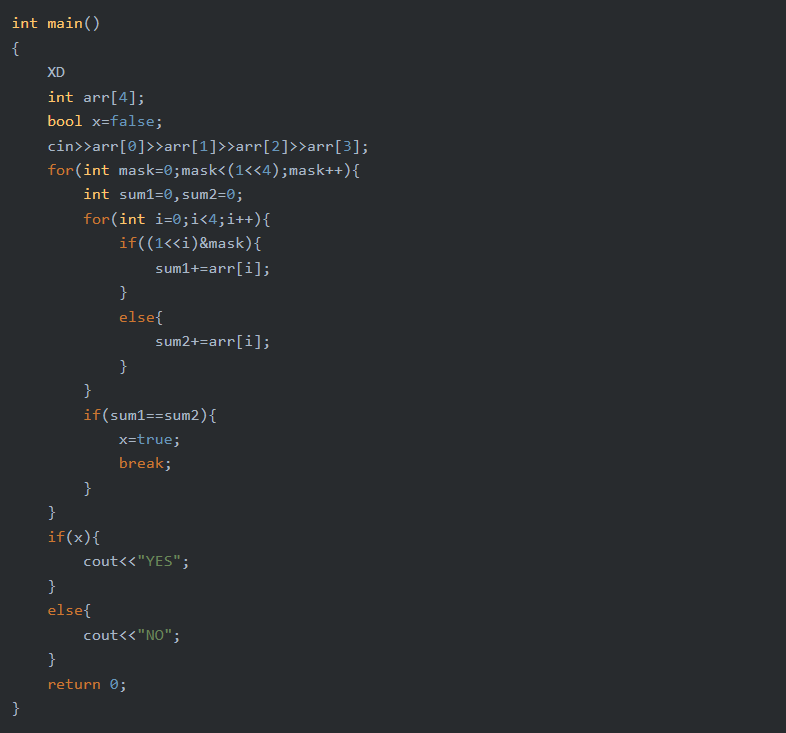 int main()
{
    XD
    int arr[4];
    bool x=false;
    cin>>arr[0]>>arr[1]>>arr[2]>>arr[3];
    for(int mask=0;mask<(1<<4);mask++){
        int sum1=0,sum2=0;
        for(int i=0;i<4;i++){
            if((1<<i)&mask){
                sum1+=arr[i];
            }
            else{
                sum2+=arr[i];
            }
        }
        if(sum1==sum2){
            x=true;
            break;
        }
    }
    if(x){
        cout<<"YES";
    }
    else{
        cout<<"NO";
    }
    return 0;
}